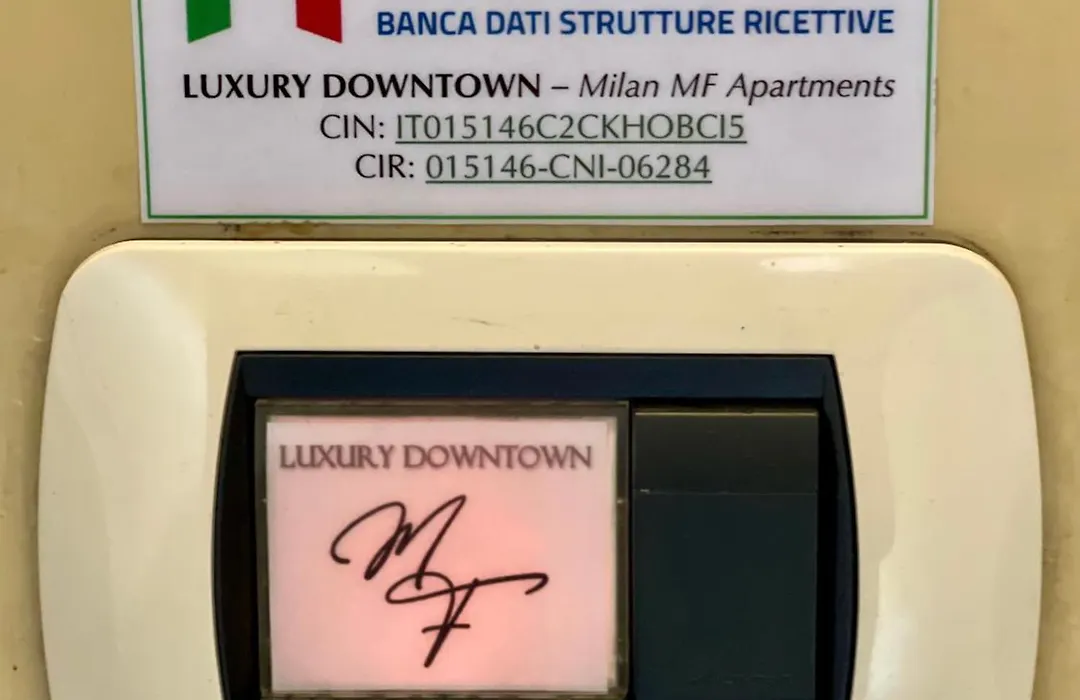 BANCA DATI STRUTTURE RICETTIVE
LUXURY DOWNTOWN – Milan MF Apartments
CIN: IT015146C2CKHOBCI5
CIR: 015146-CNI-06284
LUXURY DOWNTOWN
MF